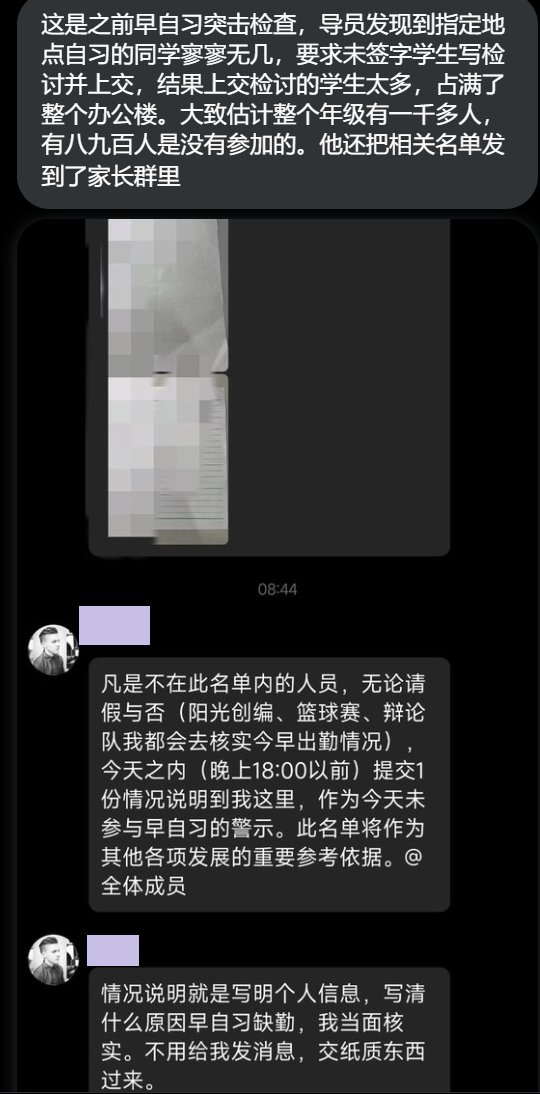 这是之前早自习突击检查，导员发现到指定地
点自习的同学寥寥无几，要求未签字学生写检
讨并上交，结果上交检讨的学生太多，占满了
整个办公楼。大致估计整个年级有一千多人，
有八九百人是没有参加的。他还把相关名单发
到了家长群里
08:44
凡是不在此名单内的人员，无论请
假与否（阳光创编、篮球赛、辩论
队我都会去核实今早出勤情况），
今天之内（晚上18:00以前）提交1
份情况说明到我这里，作为今天未
参与早自习的警示。此名单将作为
其他各项发展的重要参考依据。@
全体成员
情况说明就是写明个人信息，写清
什么原因早自习缺勤，我当面核
实。不用给我发消息，交纸质东西
过来。